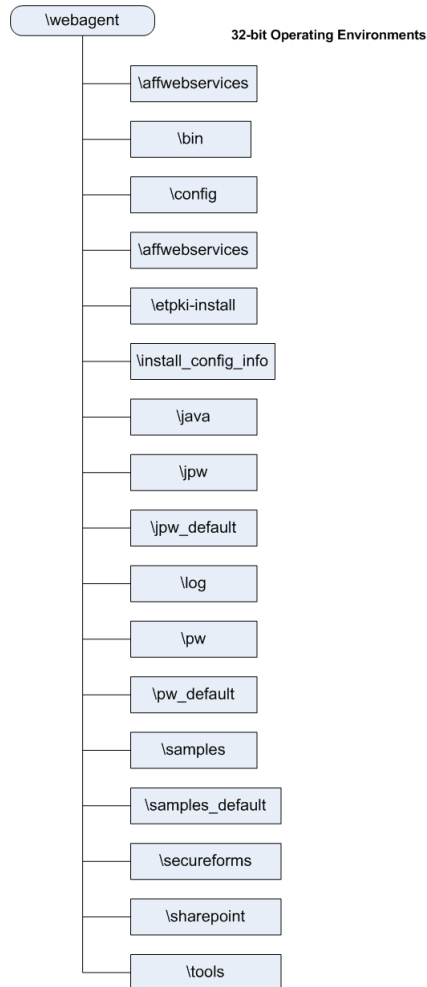 \webagent
32-bit Operating Environments
\affwebservices
\bin
\config
\affwebservices
\etpki-install
\install_config_info
\java
\jpw
\jpw_default
\log
\pw
\pw_default
\samples
\samples_default
\secureforms
\sharepoint
\tools